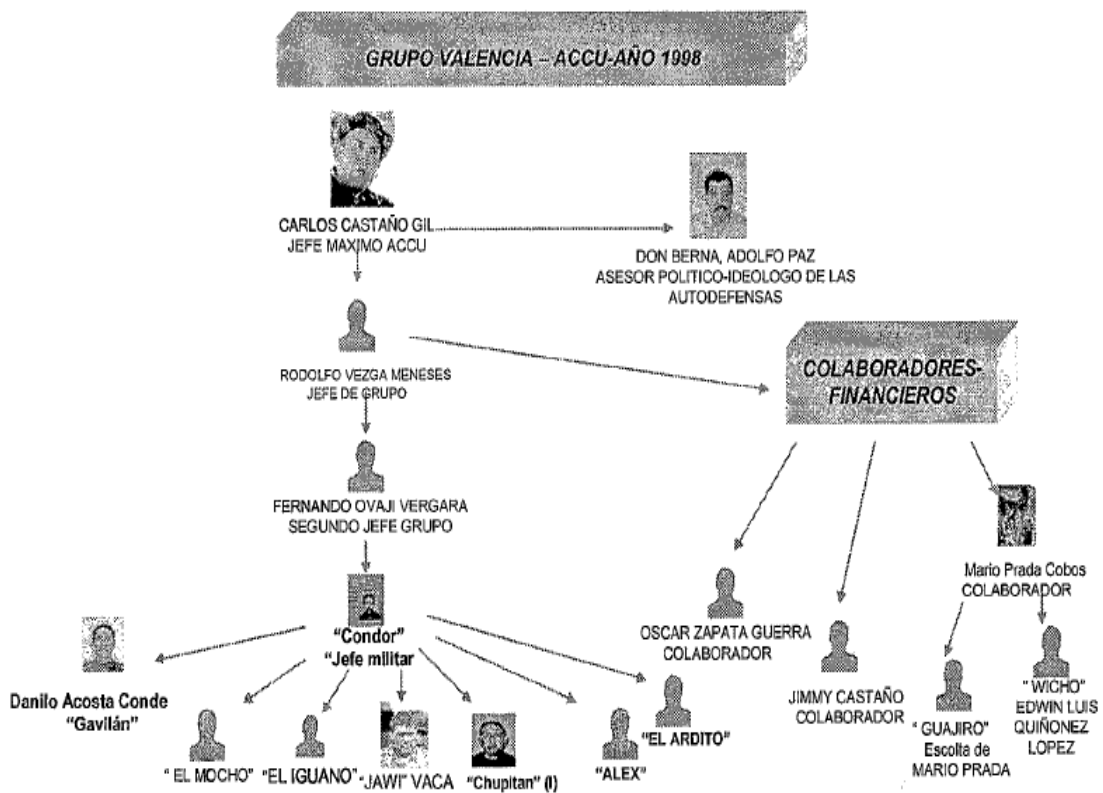 GRUPO VALENCIA – ACCU-AÑO 1998
CARLOS CASTAÑO GIL
JEFE MAXIMO ACCU
DON BERNA, ADOLFO PAZ
ASESOR POLITICO-IDEOLOGO DE LAS
AUTODEFENSAS
RODOLFO VEZGA MENESES
JEFE DE GRUPO
COLABORADORES-
FINANCIEROS
FERNANDO OVAJI VERGARA
SEGUNDO JEFE GRUPO
"Condor"
"Jefe militar
Danilo Acosta Conde
"Gavilán"
" EL MOCHO"
"EL IGUANO"
"JAWI" VACA
"Chupitan" (I)
"ALEX"
"EL ARDITO"
OSCAR ZAPATA GUERRA
COLABORADOR
JIMMY CASTAÑO
COLABORADOR
Mario Prada Cobos
COLABORADOR
" GUAJIRO"
Escolta de
MARIO PRADA
" WICHO"
EDWIN LUIS
QUIÑONEZ
LOPEZ